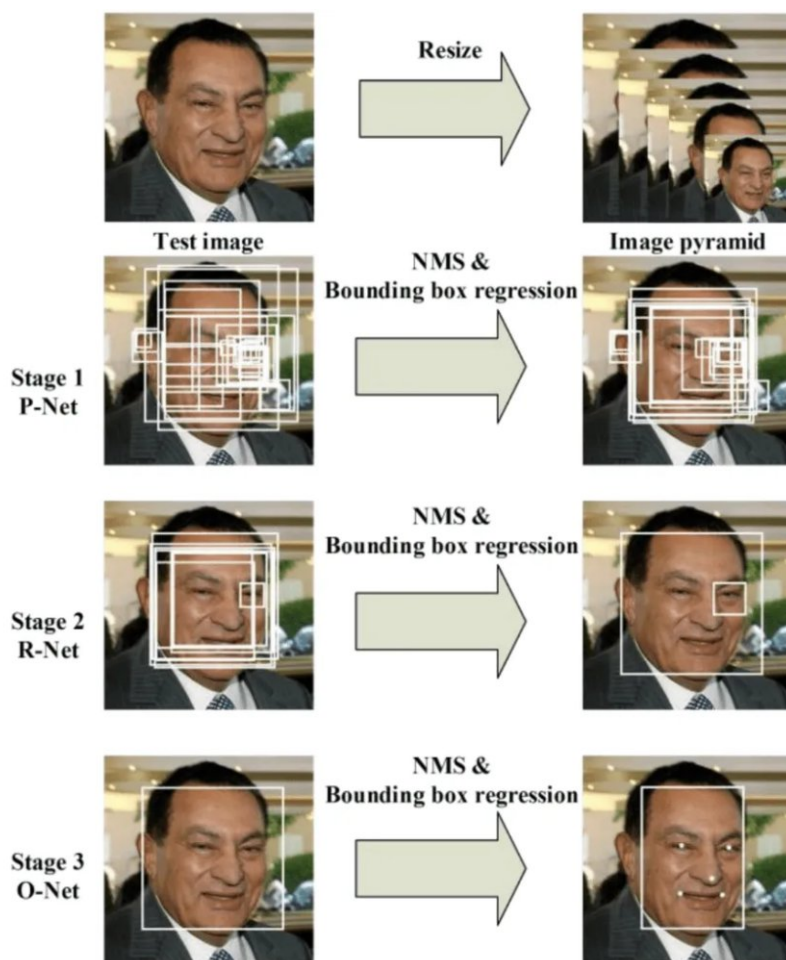 Resize
Test image
Image pyramid
NMS &
Bounding box regression
Stage 1
P-Net
NMS &
Bounding box regression
Stage 2
R-Net
NMS &
Bounding box regression
Stage 3
O-Net